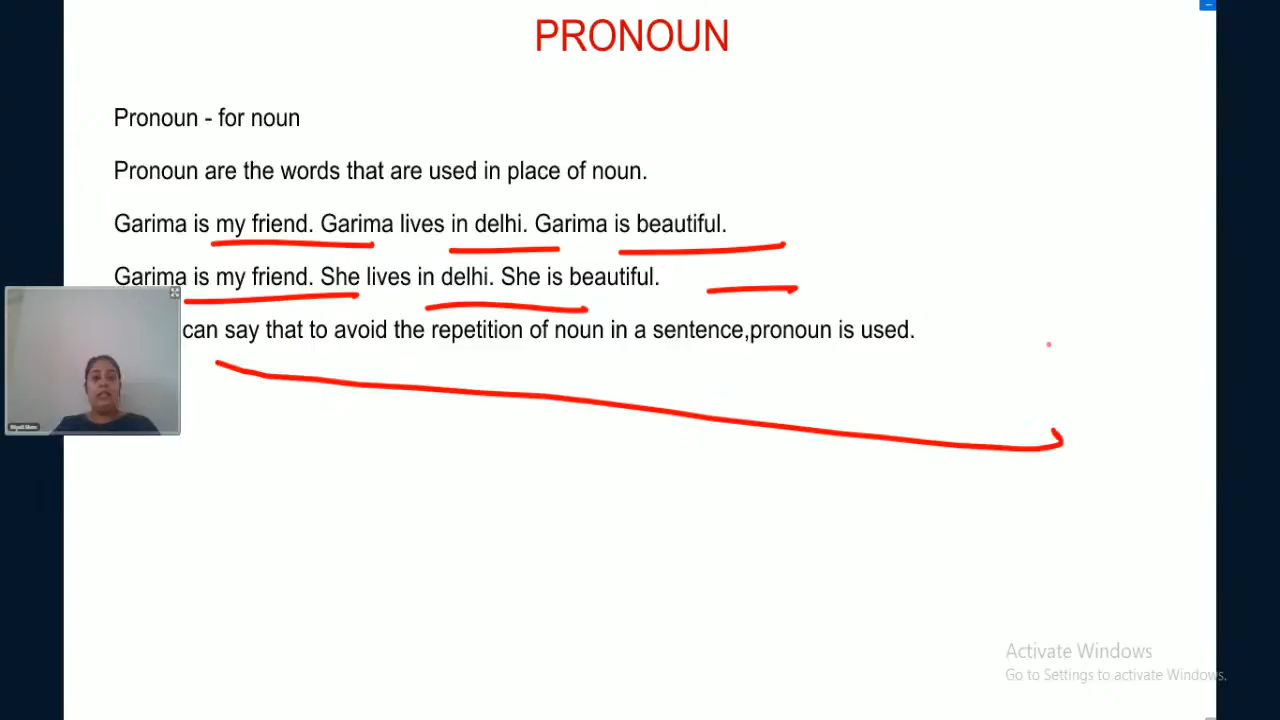 PRONOUN
Pronoun - for noun
Pronoun are the words that are used in place of noun.
Garima is my friend. Garima lives in delhi. Garima is beautiful.
Garima is my friend. She lives in delhi. She is beautiful.
can say that to avoid the repetition of noun in a sentence,pronoun is used.
Activate Windows
Go to Settings to activate Windows.